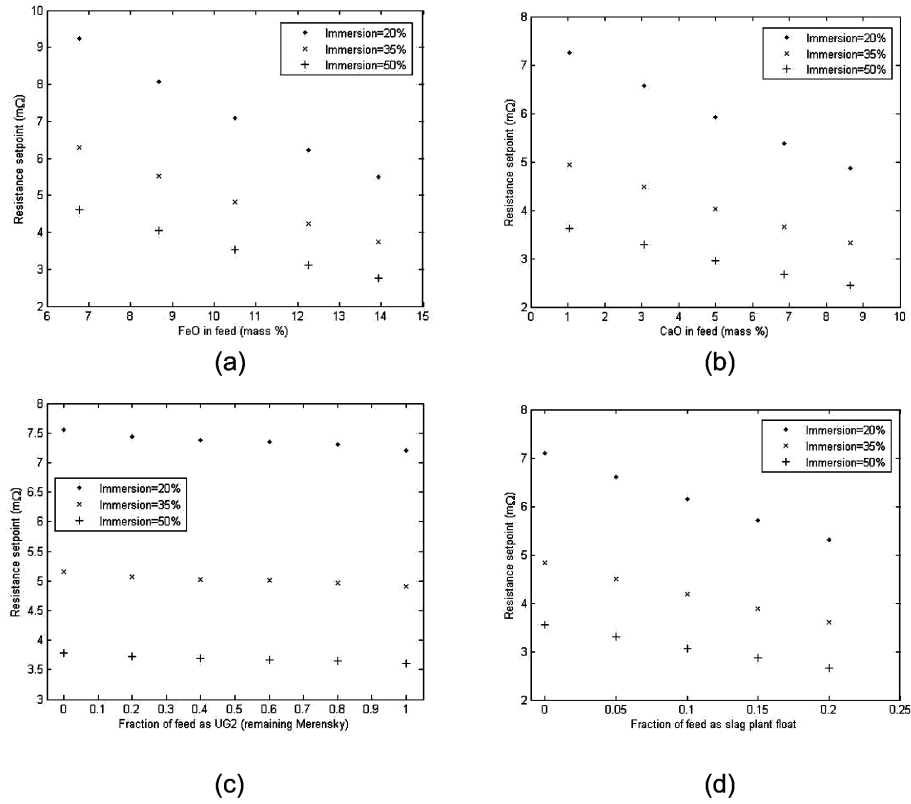 10
9
8
7
6
5
4
3
2
Resistance setpoint (mΩ)
Immersion=20%
Immersion=35%
Immersion=50%
6 7 8 9 10 11 12 13 14 15
FeO in feed (mass %)
(a)
8
7
6
5
4
3
2
Resistance setpoint (mΩ)
Immersion=20%
Immersion=35%
Immersion=50%
0 1 2 3 4 5 6 7 8 9 10
CaO in feed (mass %)
(b)
8
7.5
7
6.5
6
5.5
5
4.5
4
3.5
3
Resistance setpoint (mΩ)
Immersion=20%
Immersion=35%
Immersion=50%
0 0.1 0.2 0.3 0.4 0.5 0.6 0.7 0.8 0.9 1
Fraction of feed as UG2 (remaining Merensky)
(c)
8
7
6
5
4
3
2
Resistance setpoint (mΩ)
Immersion=20%
Immersion=35%
Immersion=50%
0 0.05 0.1 0.15 0.2 0.25
Fraction of feed as slag plant float
(d)